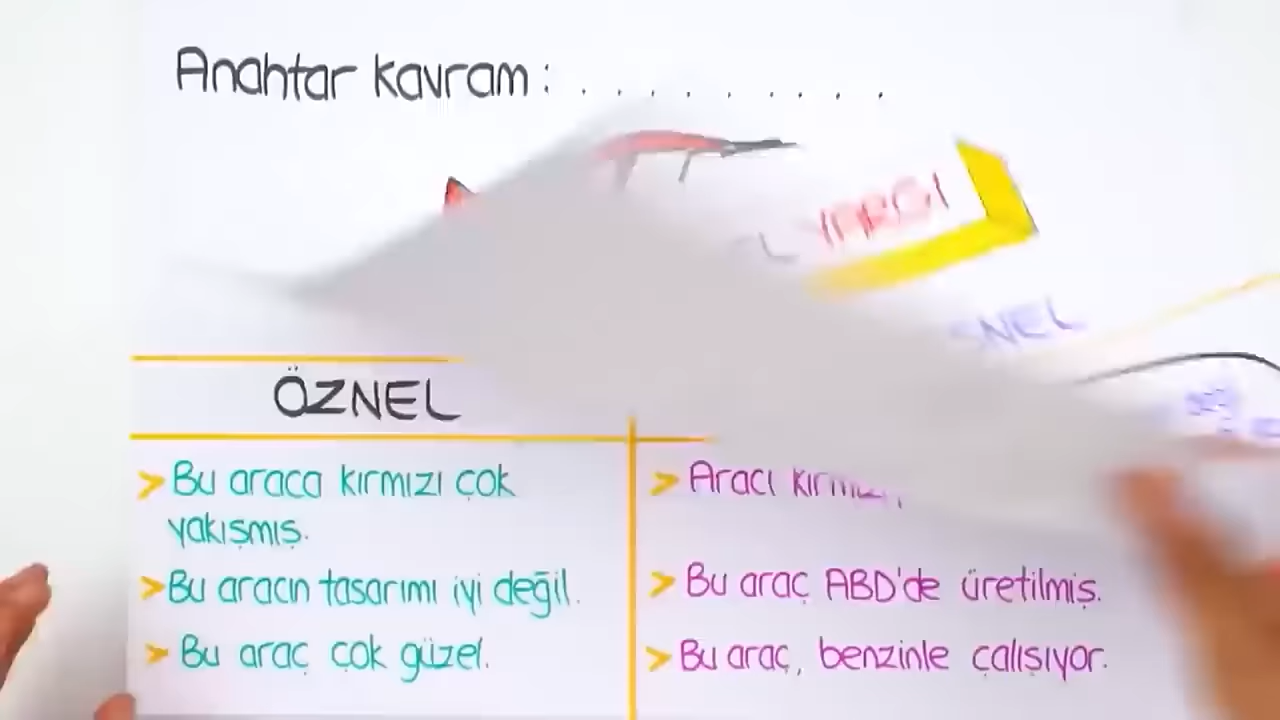 Anahtar kavram : . . . . . . . . .
YARGI
ÖZNEL
> Bu araca kırmızı çok
yakışmış.
> Aracı
> Bu aracın tasarımı iyi değil.
> Bu araç ABD'de üretilmiş.
> Bu araç çok güzel.
> Bu araç, benzinle çalışıyor.